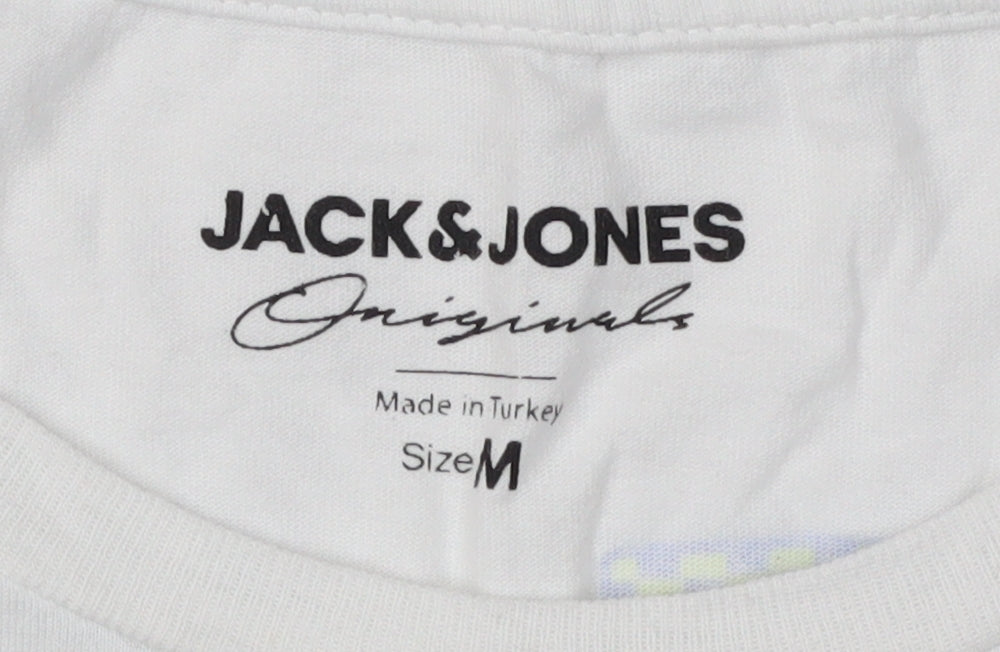 JACK&JONES
Originals
Made in Turkey
Size M